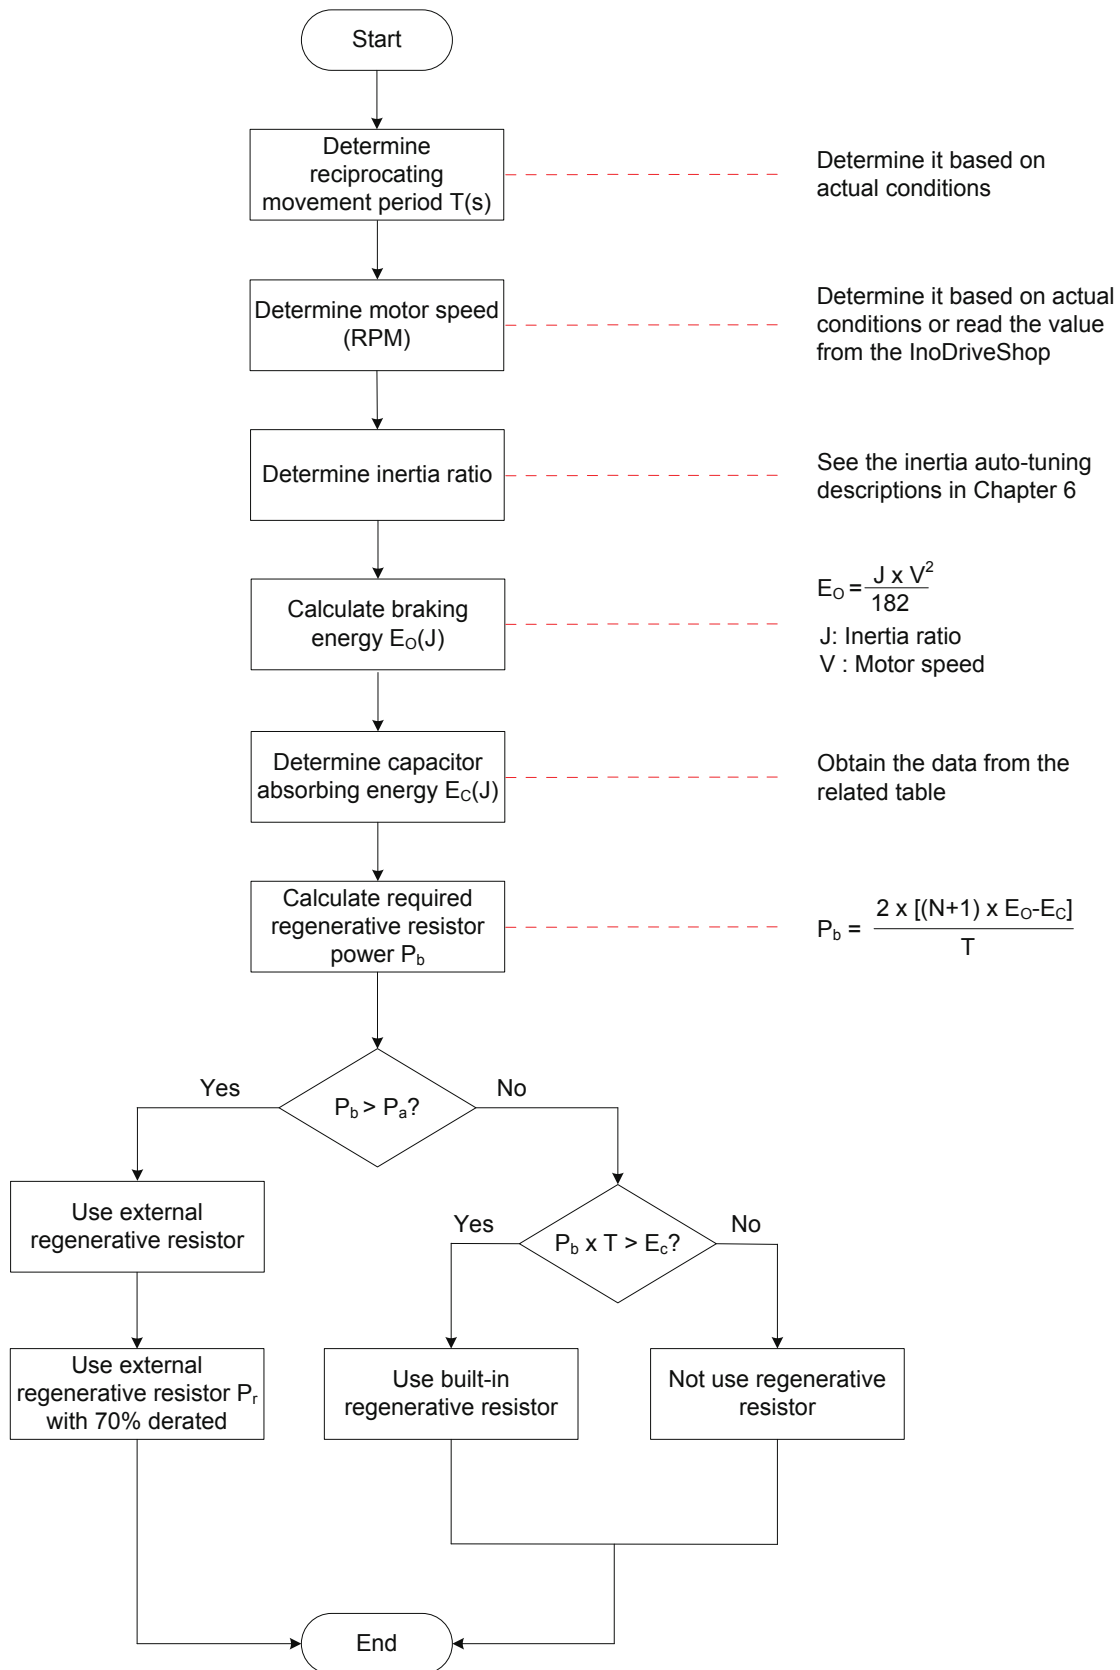 Start
Determine
reciprocating
movement period T(s)
Determine it based on
actual conditions
Determine motor speed
(RPM)
Determine it based on actual
conditions or read the value
from the InoDriveShop
Determine inertia ratio
See the inertia auto-tuning
descriptions in Chapter 6
Calculate braking
energy E_O(J)
E_O = J x V² / 182
J: Inertia ratio
V : Motor speed
Determine capacitor
absorbing energy E_C(J)
Obtain the data from the
related table
Calculate required
regenerative resistor
power P_b
P_b = 2 x [(N+1) x E_O-E_C] / T
Yes
No
P_b > P_a?
Use external
regenerative resistor
Yes
No
P_b x T > E_c?
Use external
regenerative resistor P_r
with 70% derated
Use built-in
regenerative resistor
Not use regenerative
resistor
End